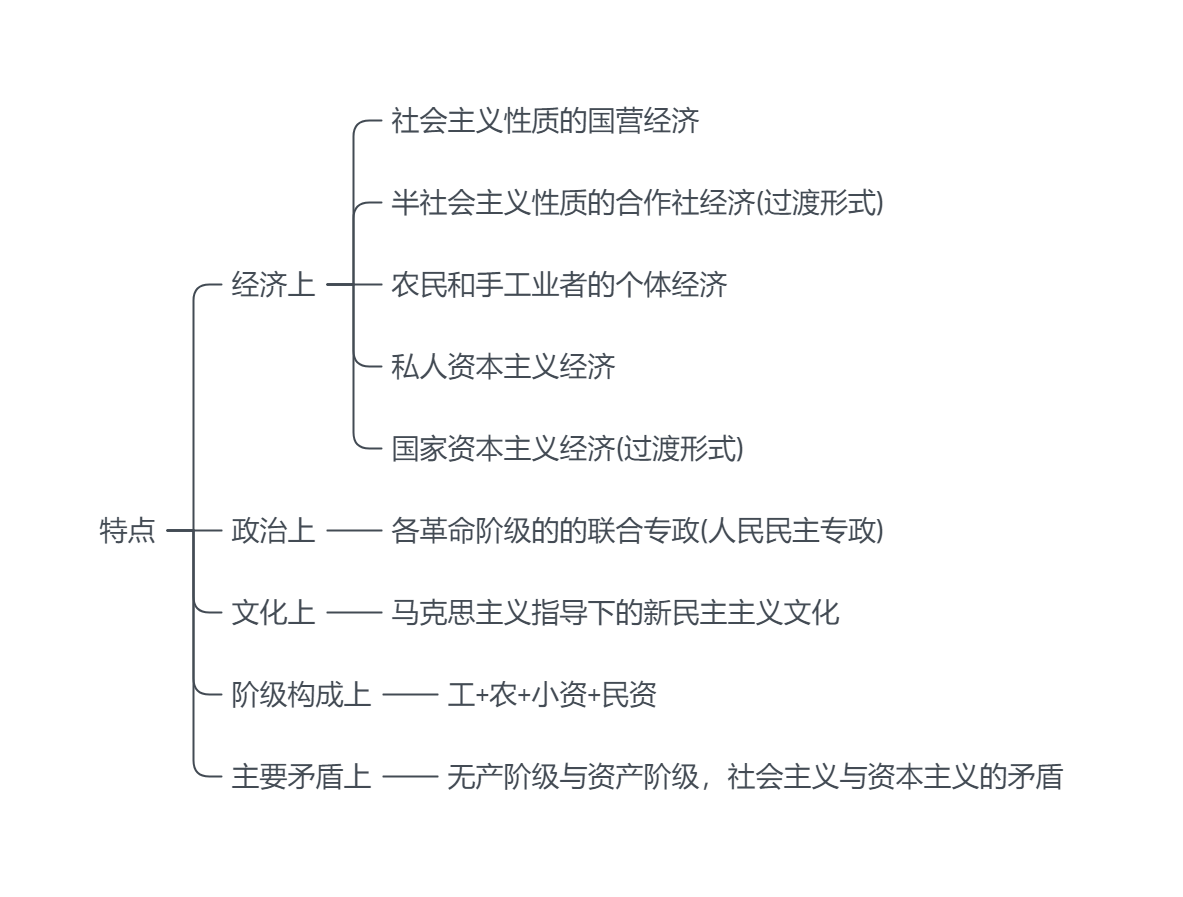 社会主义性质的国营经济
半社会主义性质的合作社经济(过渡形式)
经济上
农民和手工业者的个体经济
私人资本主义经济
国家资本主义经济(过渡形式)
特点
政治上
各革命阶级的的联合专政(人民民主专政)
文化上
马克思主义指导下的新民主主义文化
阶级构成上
工+农+小资+民资
主要矛盾上
无产阶级与资产阶级，社会主义与资本主义的矛盾